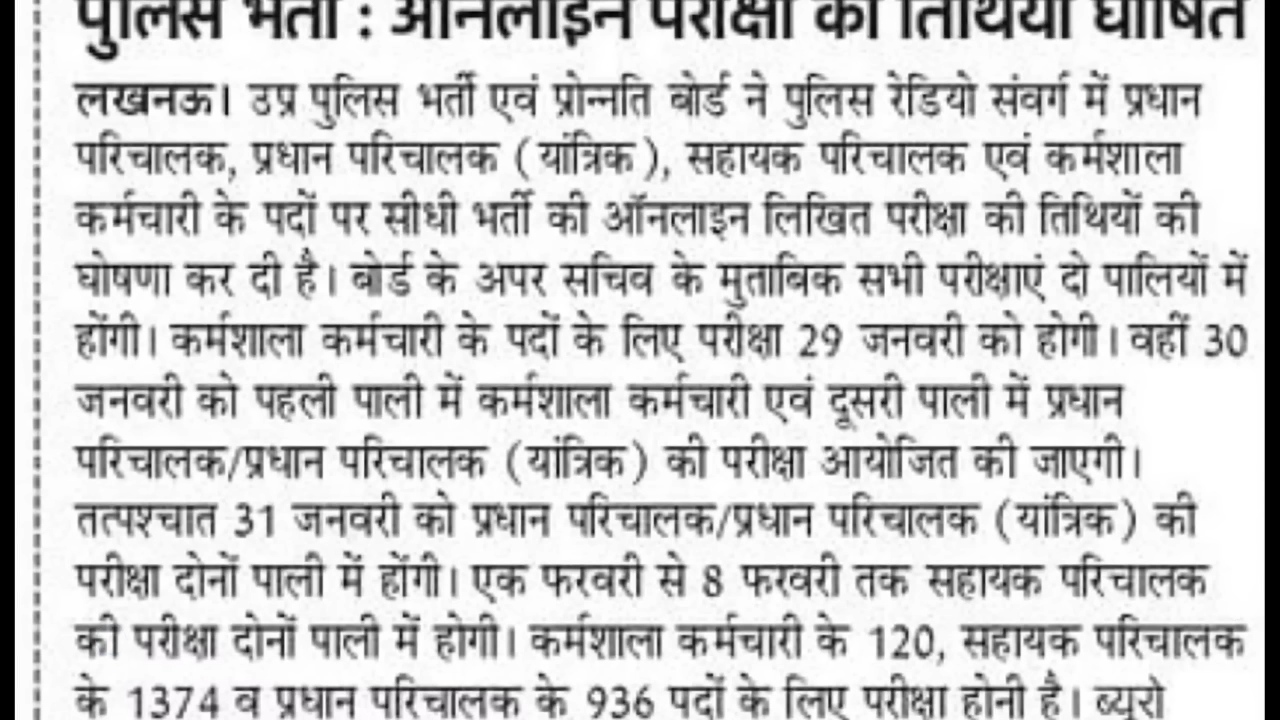 पुलिस भर्ती : ऑनलाइन परीक्षा की तिथियां घोषित
लखनऊ। उप्र पुलिस भर्ती एवं प्रोन्नति बोर्ड ने पुलिस रेडियो संवर्ग में प्रधान
परिचालक, प्रधान परिचालक (यांत्रिक), सहायक परिचालक एवं कर्मशाला
कर्मचारी के पदों पर सीधी भर्ती की ऑनलाइन लिखित परीक्षा की तिथियों की
घोषणा कर दी है। बोर्ड के अपर सचिव के मुताबिक सभी परीक्षाएं दो पालियों में
होंगी। कर्मशाला कर्मचारी के पदों के लिए परीक्षा 29 जनवरी को होगी। वहीं 30
जनवरी को पहली पाली में कर्मशाला कर्मचारी एवं दूसरी पाली में प्रधान
परिचालक/प्रधान परिचालक (यांत्रिक) की परीक्षा आयोजित की जाएगी।
तत्पश्चात 31 जनवरी को प्रधान परिचालक/प्रधान परिचालक (यांत्रिक) की
परीक्षा दोनों पाली में होंगी। एक फरवरी से 8 फरवरी तक सहायक परिचालक
की परीक्षा दोनों पाली में होगी। कर्मशाला कर्मचारी के 120, सहायक परिचालक
के 1374 व प्रधान परिचालक के 936 पदों के लिए परीक्षा होनी है। ब्यूरो